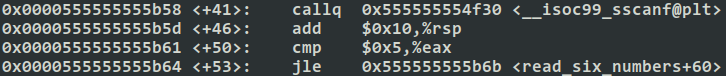 0x0000555555555b58 <+41>:    callq  0x555555554f30 <__isoc99_sscanf@plt>
0x0000555555555b5d <+46>:    add    $0x10,%rsp
0x0000555555555b61 <+50>:    cmp    $0x5,%eax
0x0000555555555b64 <+53>:    jle    0x555555555b6b <read_six_numbers+60>